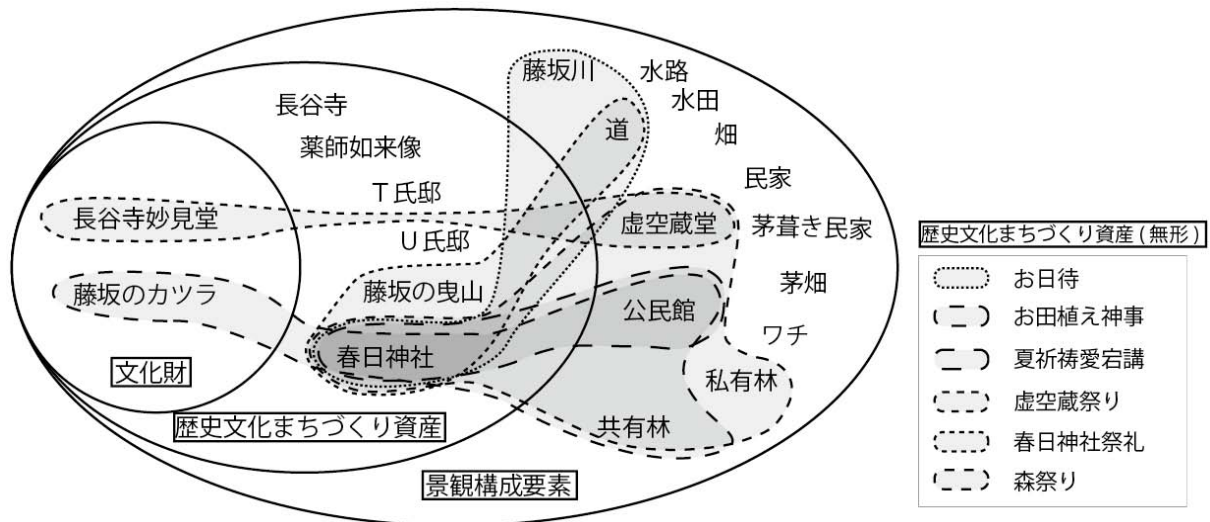 藤坂川
水路
水田
道
畑
長谷寺
薬師如来像
民家
T氏邸
長谷寺妙見堂
虚空蔵堂
茅葺き民家
U氏邸
藤坂のカツラ
藤坂の曳山
茅畑
公民館
ワチ
春日神社
文化財
私有林
歴史文化まちづくり資産
共有林
景観構成要素
歴史文化まちづくり資産(無形)
お日待
お田植え神事
夏祈祷愛宕講
虚空蔵祭り
春日神社祭礼
森祭り